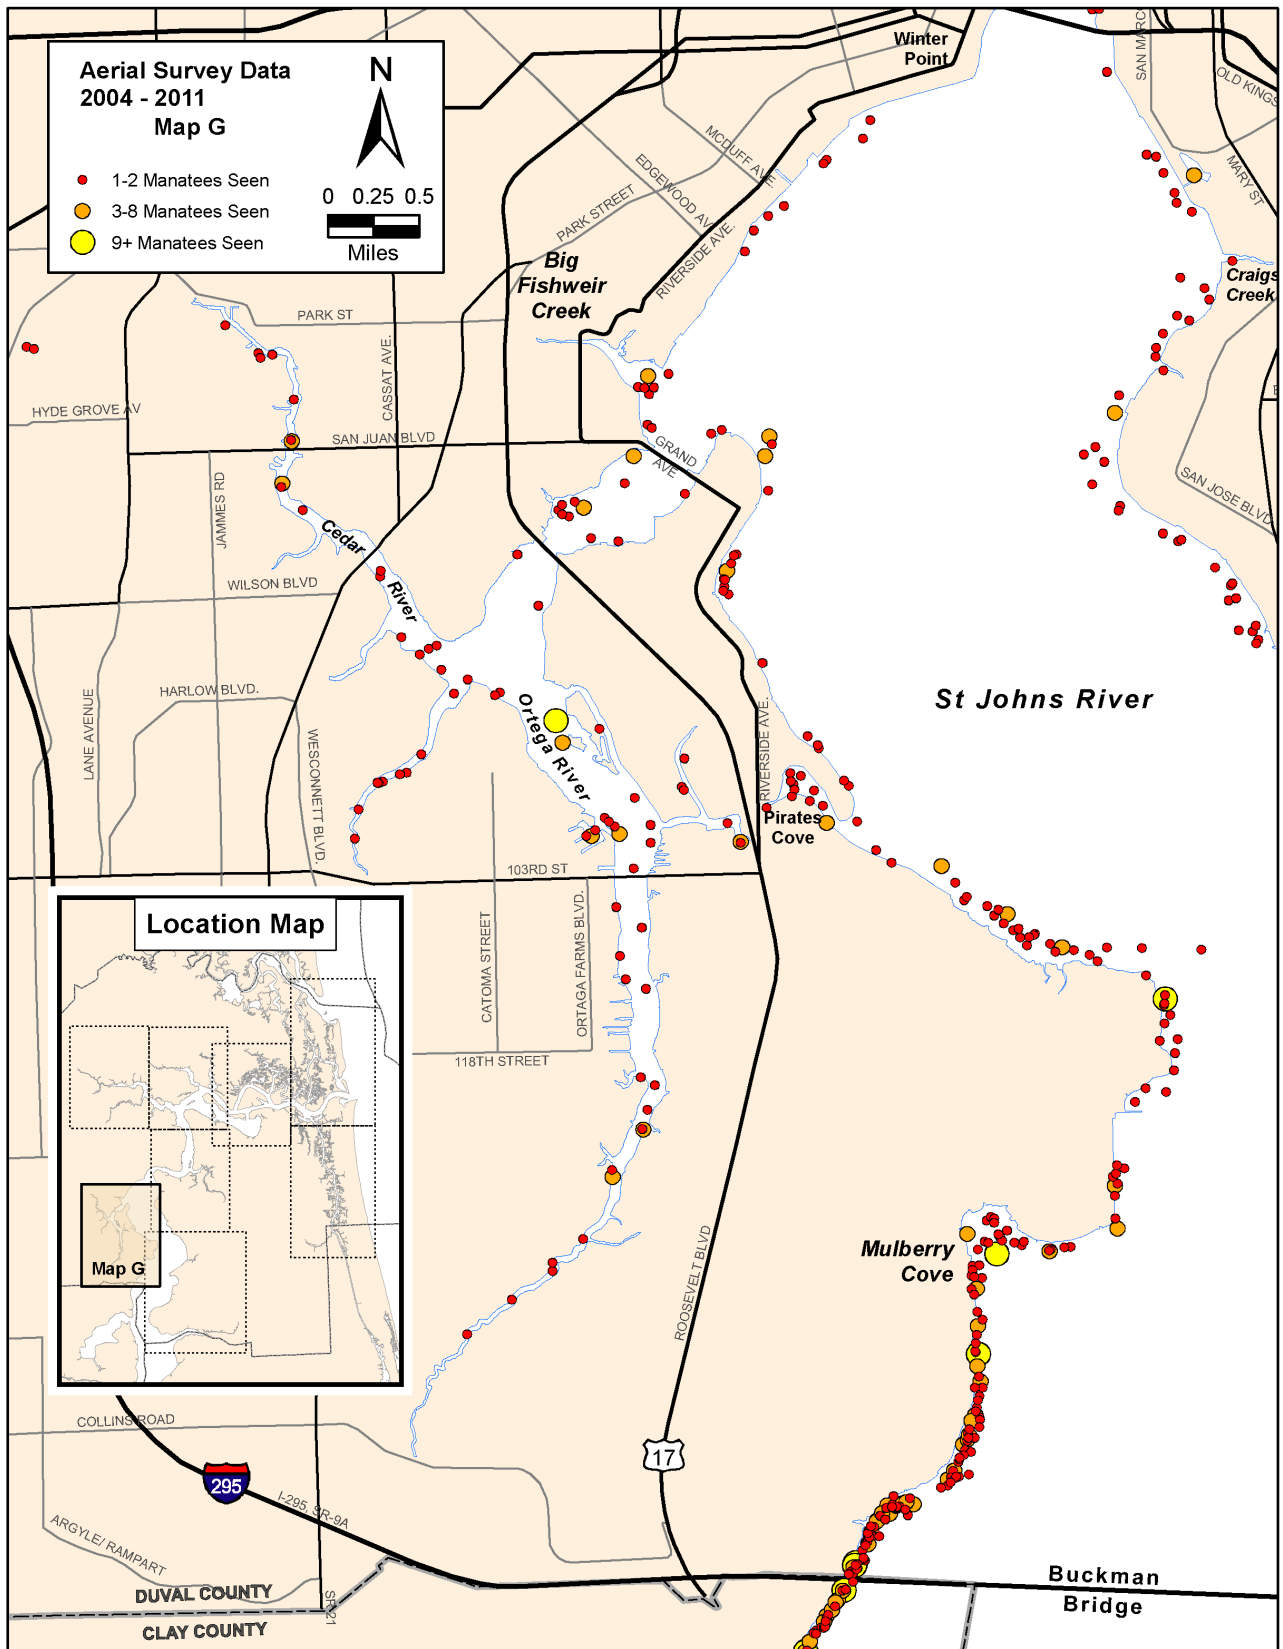 Aerial Survey Data
2004 - 2011
Map G
N
1-2 Manatees Seen
3-8 Manatees Seen
9+ Manatees Seen
0 0.25 0.5
Miles
Winter
Point
SAN MARCO
OLD KINGS
MCDUFF AVE.
EDGEWOOD AV
PARK STREET
RIVERSIDE AVE.
MARY ST
Big
Fishweir
Creek
Craigs
Creek
PARK ST
CASSAT AVE.
HYDE GROVE AV
SAN JUAN BLVD
GRAND
AVE
SAN JOSE BLVD
JAMMES RD
Cedar
River
WILSON BLVD
LANE AVENUE
HARLOW BLVD.
WESCONNETT BLVD.
Ortega River
St Johns River
RIVERSIDE AVE.
Pirates
Cove
103RD ST
CATOMA STREET
ORTAGA FARMS BLVD.
118TH STREET
Location Map
Map G
ROOSEVELT BLVD
Mulberry
Cove
COLLINS ROAD
17
295
I-295, SR-9A
ARGYLE/ RAMPART
SR-21
DUVAL COUNTY
CLAY COUNTY
Buckman
Bridge